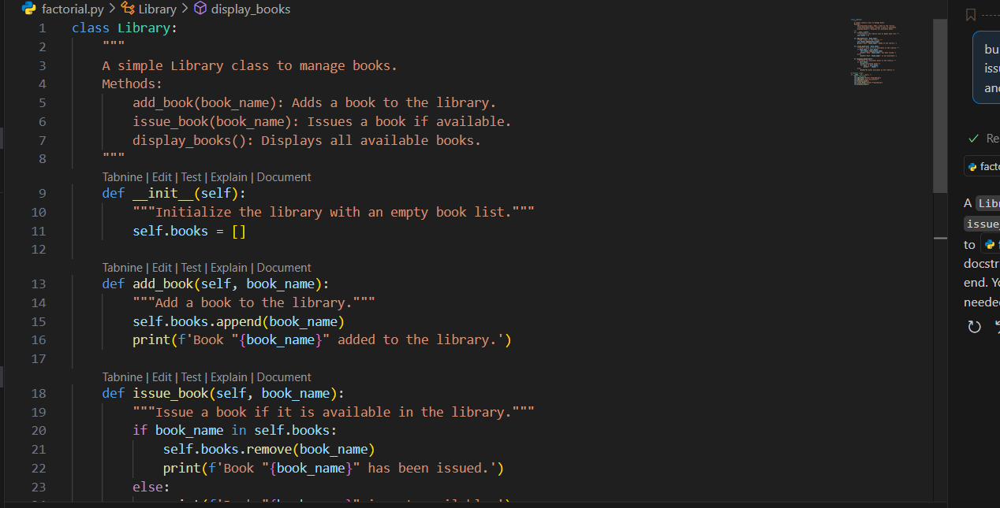 factorial.py > Library > display_books
1 class Library:
2 """
3 A simple Library class to manage books.
4 Methods:
5 add_book(book_name): Adds a book to the library.
6 issue_book(book_name): Issues a book if available.
7 display_books(): Displays all available books.
8 """
Tabnine | Edit | Test | Explain | Document
9 def __init__(self):
10 """Initialize the library with an empty book list."""
11 self.books = []
12
Tabnine | Edit | Test | Explain | Document
13 def add_book(self, book_name):
14 """Add a book to the library."""
15 self.books.append(book_name)
16 print(f'Book "{book_name}" added to the library.')
17
Tabnine | Edit | Test | Explain | Document
18 def issue_book(self, book_name):
19 """Issue a book if it is available in the library."""
20 if book_name in self.books:
21 self.books.remove(book_name)
22 print(f'Book "{book_name}" has been issued.')
23 else:
bu
issu
and
Re
facto
A Libr
issue_
to
docstr
end. Yo
needed